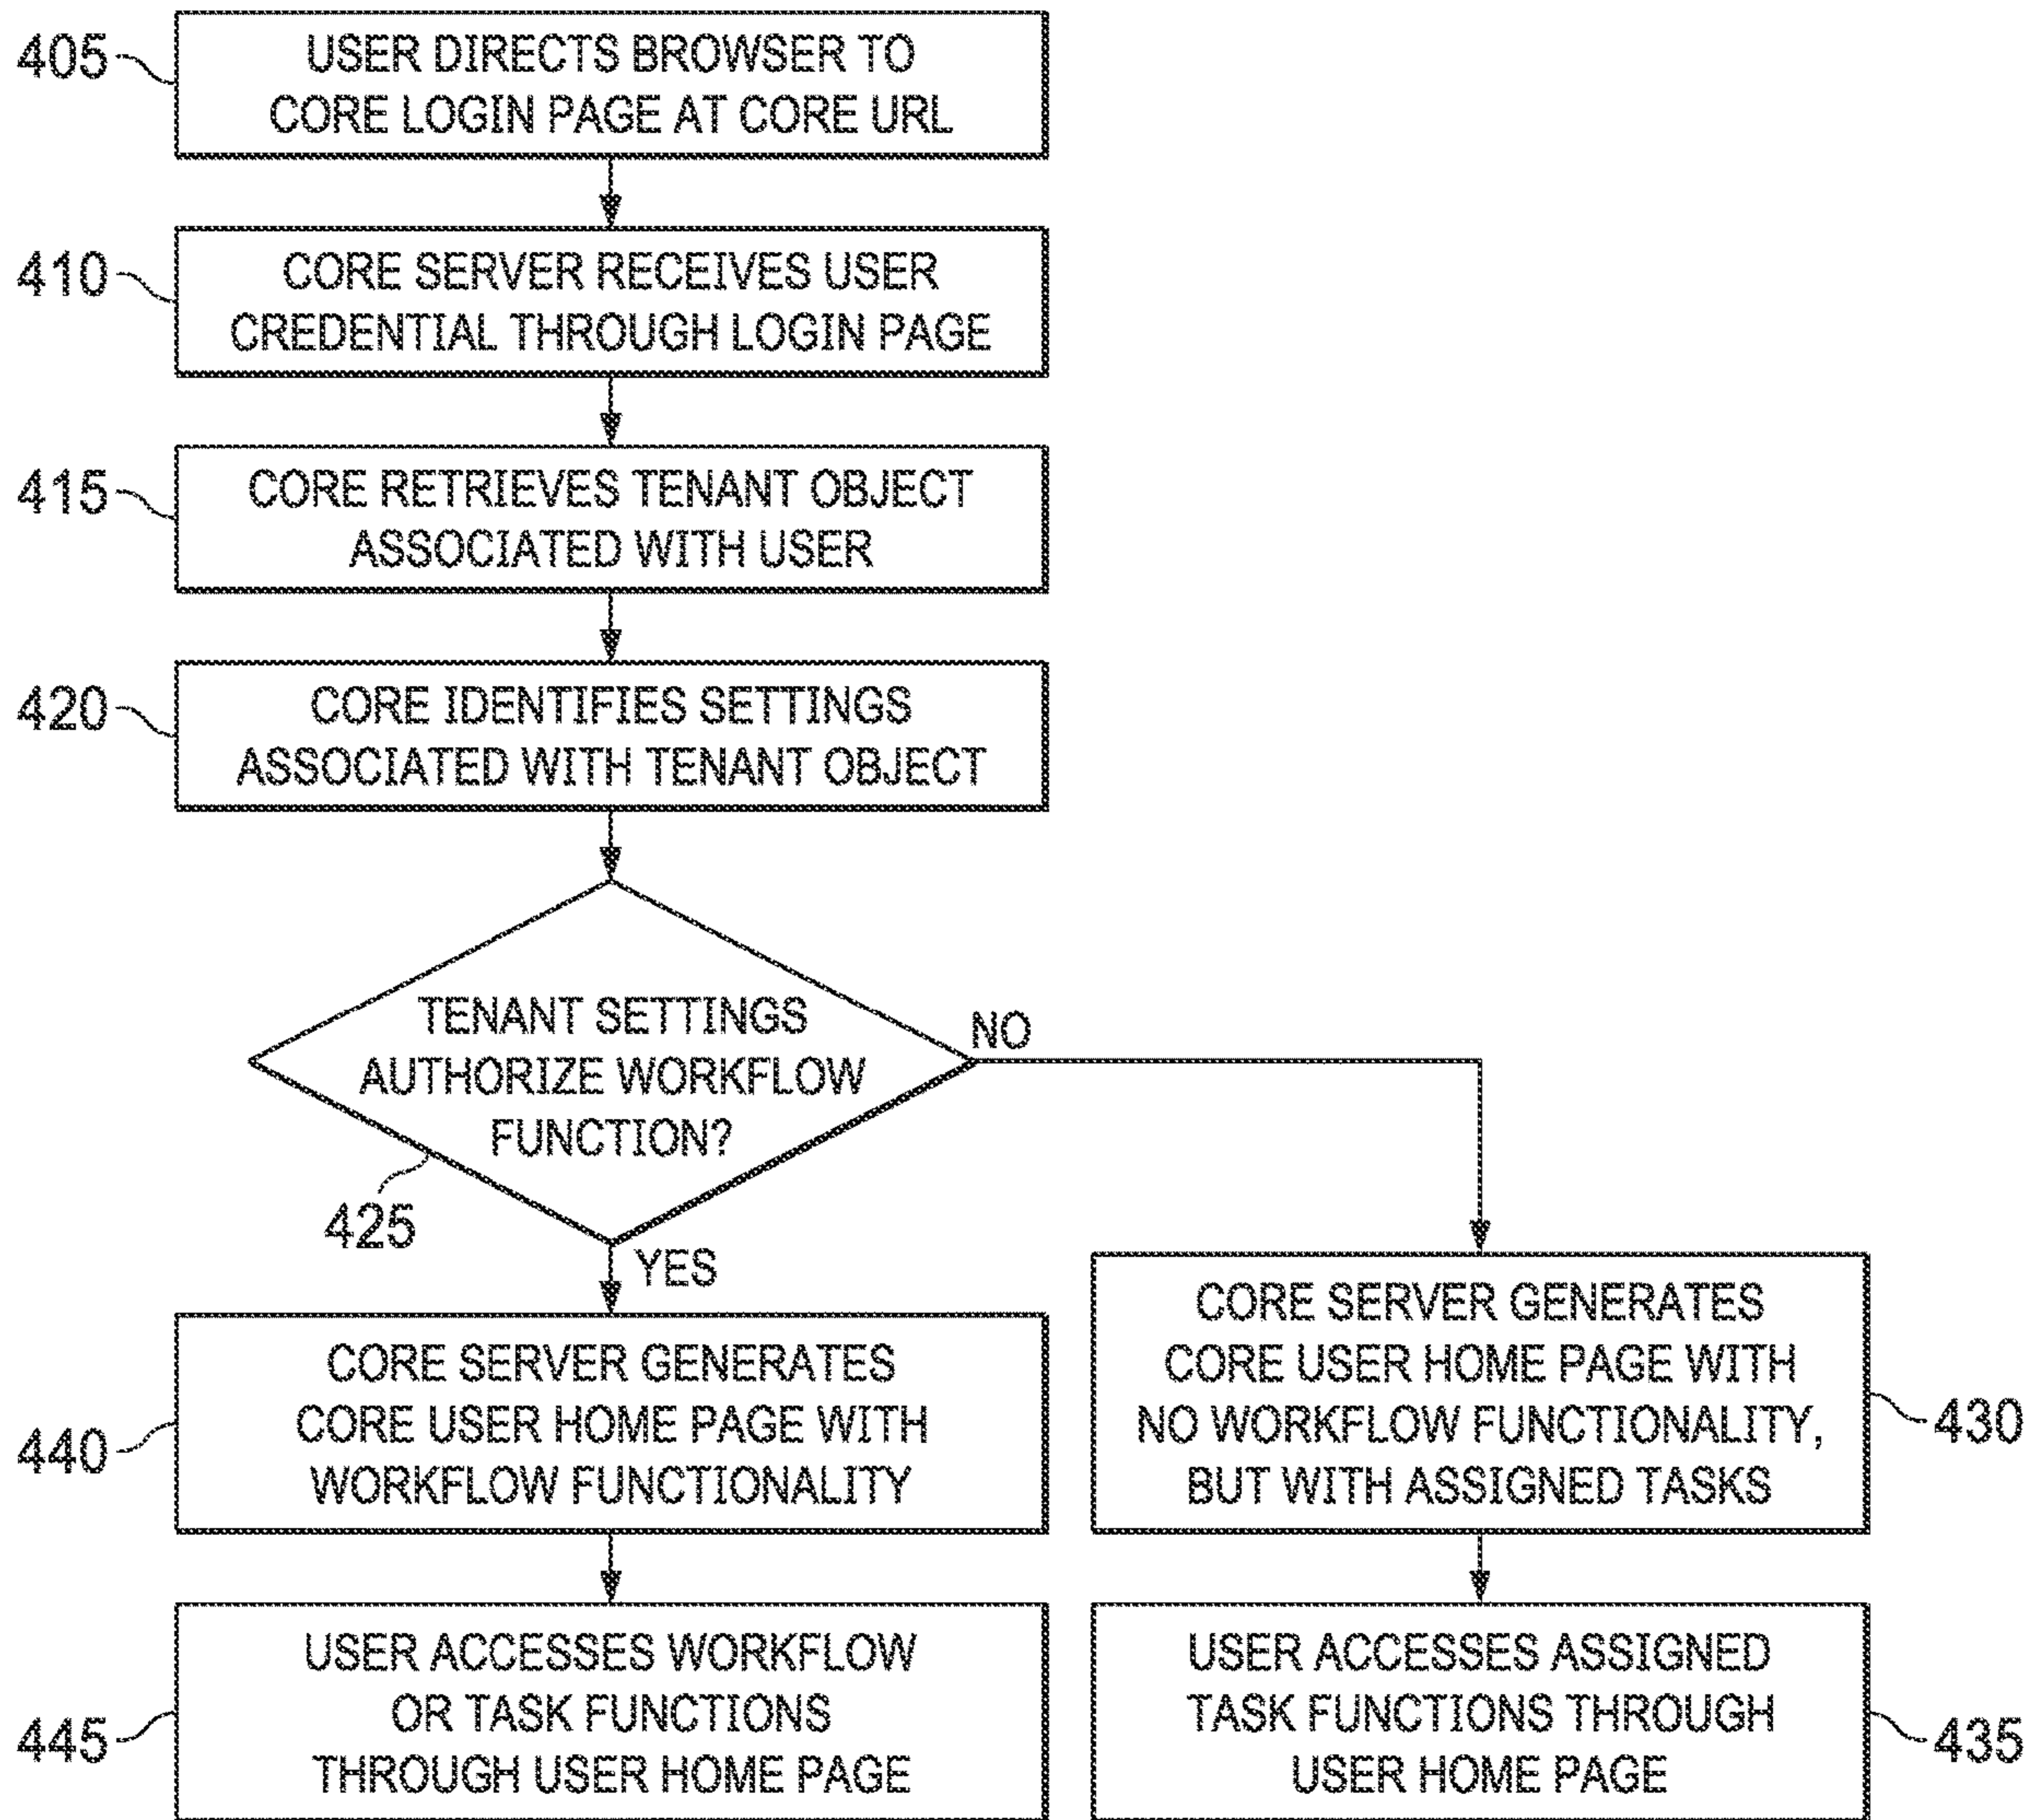 405
USER DIRECTS BROWSER TO
CORE LOGIN PAGE AT CORE URL
410
CORE SERVER RECEIVES USER
CREDENTIAL THROUGH LOGIN PAGE
415
CORE RETRIEVES TENANT OBJECT
ASSOCIATED WITH USER
420
CORE IDENTIFIES SETTINGS
ASSOCIATED WITH TENANT OBJECT
TENANT SETTINGS
AUTHORIZE WORKFLOW
FUNCTION?
425
NO
YES
440
CORE SERVER GENERATES
CORE USER HOME PAGE WITH
WORKFLOW FUNCTIONALITY
CORE SERVER GENERATES
CORE USER HOME PAGE WITH
NO WORKFLOW FUNCTIONALITY,
BUT WITH ASSIGNED TASKS
430
445
USER ACCESSES WORKFLOW
OR TASK FUNCTIONS
THROUGH USER HOME PAGE
USER ACCESSES ASSIGNED
TASK FUNCTIONS THROUGH
USER HOME PAGE
435